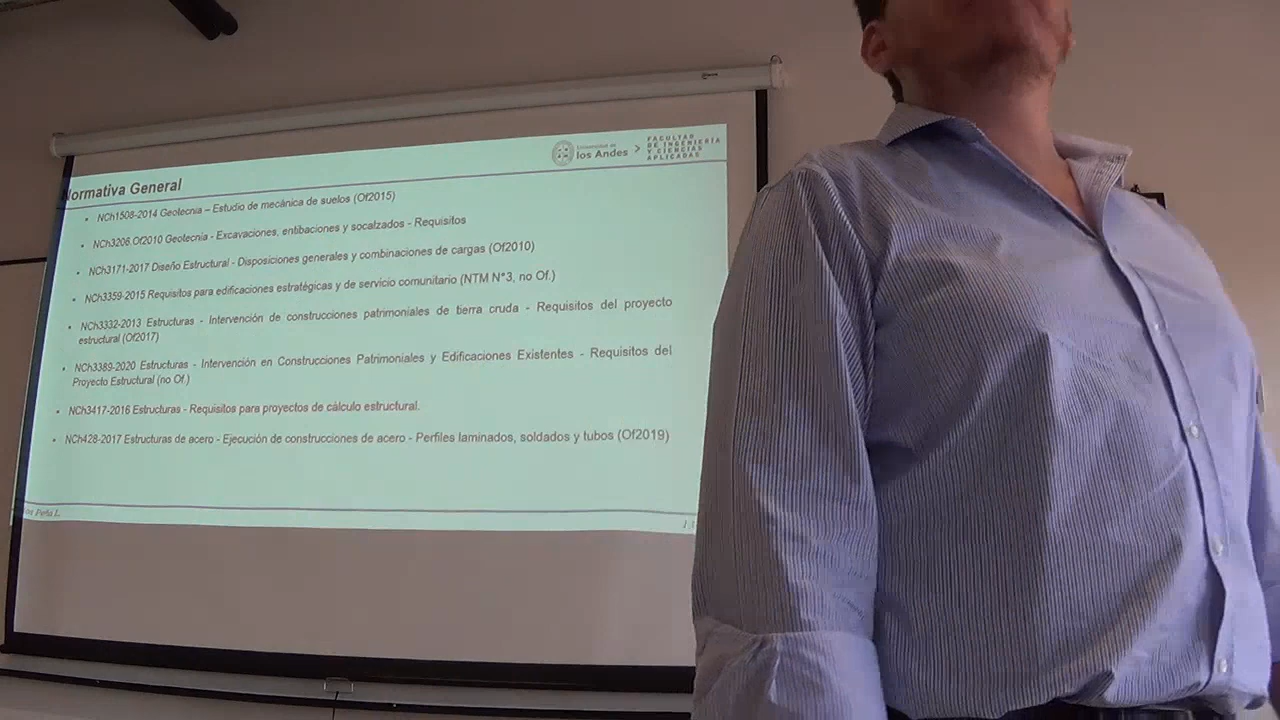 Universidad de
los Andes >
FACULTAD
DE INGENIERÍA
Y CIENCIAS
APLICADAS
Normativa General
• NCh1508-2014 Geotecnia – Estudio de mecánica de suelos (Of2015)
• NCh3206.Of2010 Geotecnia - Excavaciones, entibaciones y socalzados - Requisitos
• NCh3171-2017 Diseño Estructural - Disposiciones generales y combinaciones de cargas (Of2010)
• NCh3359-2015 Requisitos para edificaciones estratégicas y de servicio comunitario (NTM N°3, no Of.)
• NCh3332-2013 Estructuras - Intervención de construcciones patrimoniales de tierra cruda - Requisitos del proyecto
estructural (Of2017)
• NCh3389-2020 Estructuras - Intervención en Construcciones Patrimoniales y Edificaciones Existentes - Requisitos del
Proyecto Estructural (no Of.)
• NCh3417-2016 Estructuras - Requisitos para proyectos de cálculo estructural.
• NCh428-2017 Estructuras de acero - Ejecución de construcciones de acero - Perfiles laminados, soldados y tubos (Of2019)
Peña L.